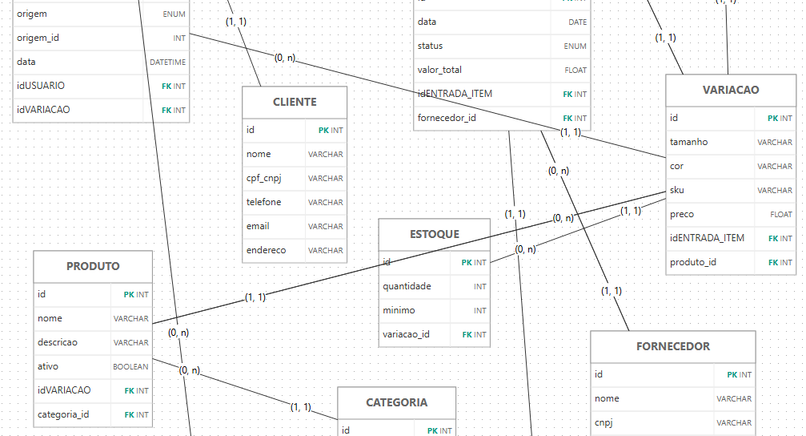 origem ENUM
origem_id INT
data DATETIME
idUSUARIO FK INT
idVARIACAO FK INT
(1, 1)
(0, n)
data DATE
status ENUM
valor_total FLOAT
idENTRADA_ITEM FK INT
fornecedor_id FK INT
(1, 1)
(1, 1)
VARIACAO
id PK INT
tamanho VARCHAR
cor VARCHAR
sku VARCHAR
preco FLOAT
idENTRADA_ITEM FK INT
produto_id FK INT
CLIENTE
id PK INT
nome VARCHAR
cpf_cnpj VARCHAR
telefone VARCHAR
email VARCHAR
endereco VARCHAR
(0, n)
(1, 1)
(0, n)
(1, 1)
(0, n)
ESTOQUE
id PK INT
quantidade INT
minimo INT
variacao_id FK INT
PRODUTO
id PK INT
nome VARCHAR
descricao VARCHAR
ativo BOOLEAN
idVARIACAO FK INT
categoria_id FK INT
(1, 1)
(0, n)
(0, n)
(1, 1)
(1, 1)
CATEGORIA
id PK INT
FORNECEDOR
id PK INT
nome VARCHAR
cnpj VARCHAR